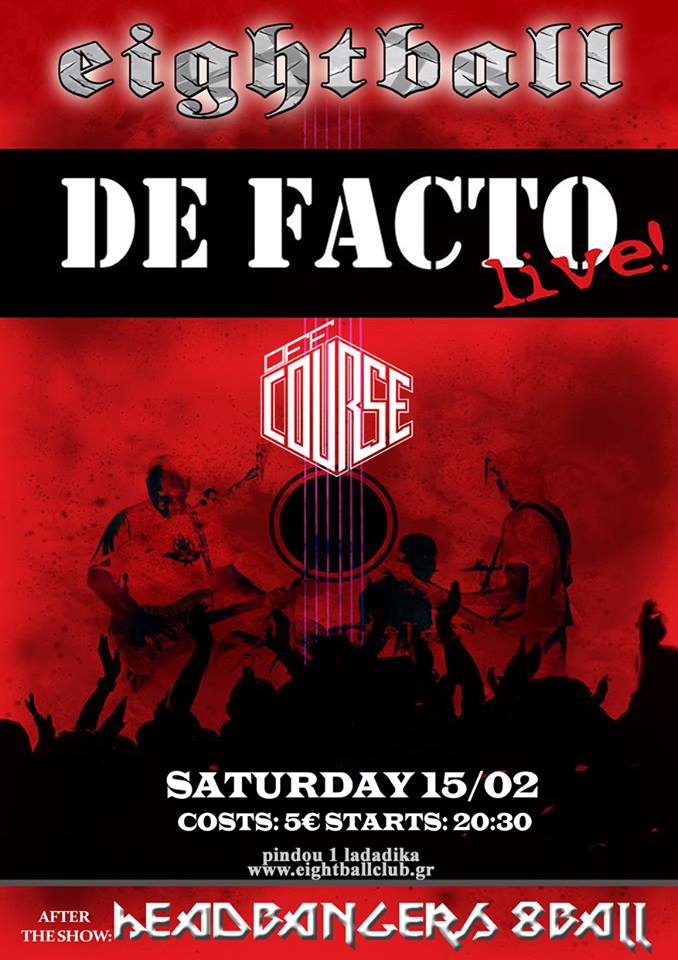 eightball
DE FACTO
live!
OFF
COURSE
SATURDAY 15/02
COSTS: 5€ STARTS: 20:30
pindou 1 ladadika
www.eightballclub.gr
AFTER
THE SHOW:
HEADBANGERS 8BALL